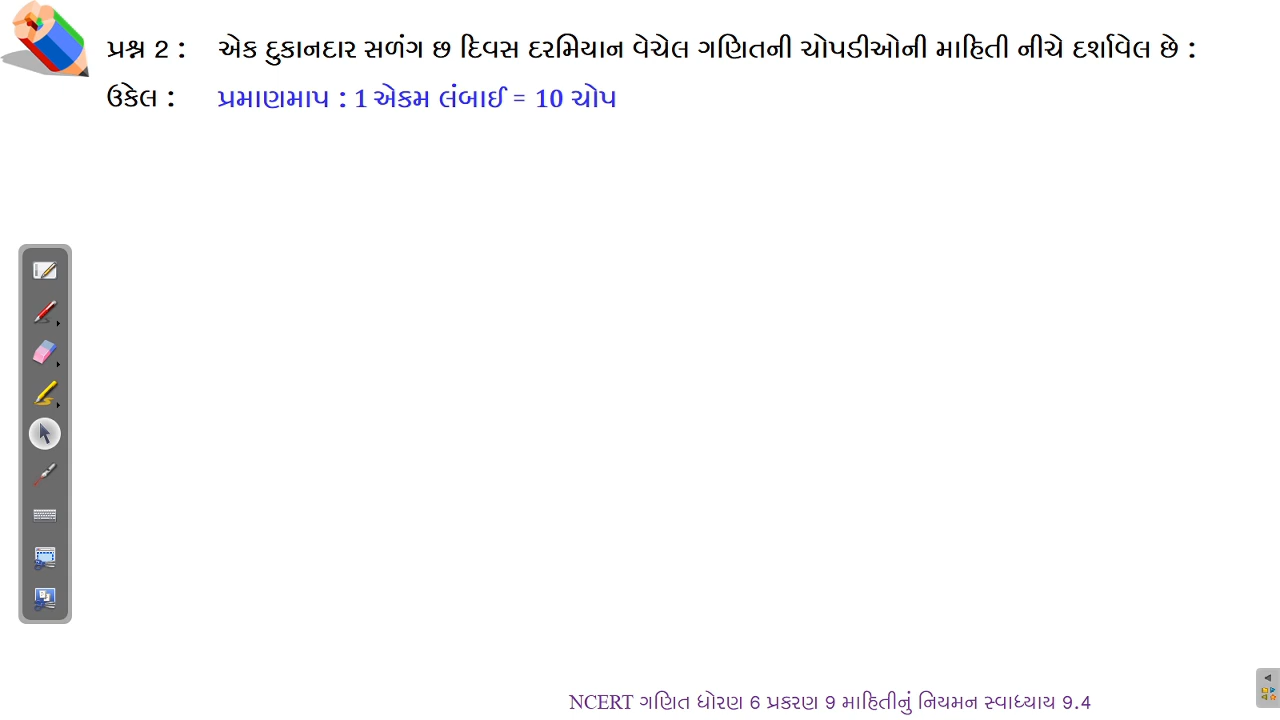 પ્રશ્ન 2 : એક દુકાનદાર સળંગ છ દિવસ દરમિયાન વેચેલ ગણિતની ચોપડીઓની માહિતી નીચે દર્શાવેલ છે :
ઉકેલ : પ્રમાણમાપ : 1 એકમ લંબાઈ = 10 ચોપ
NCERT ગણિત ધોરણ 6 પ્રકરણ 9 માહિતીનું નિયમન સ્વાધ્યાય 9.4